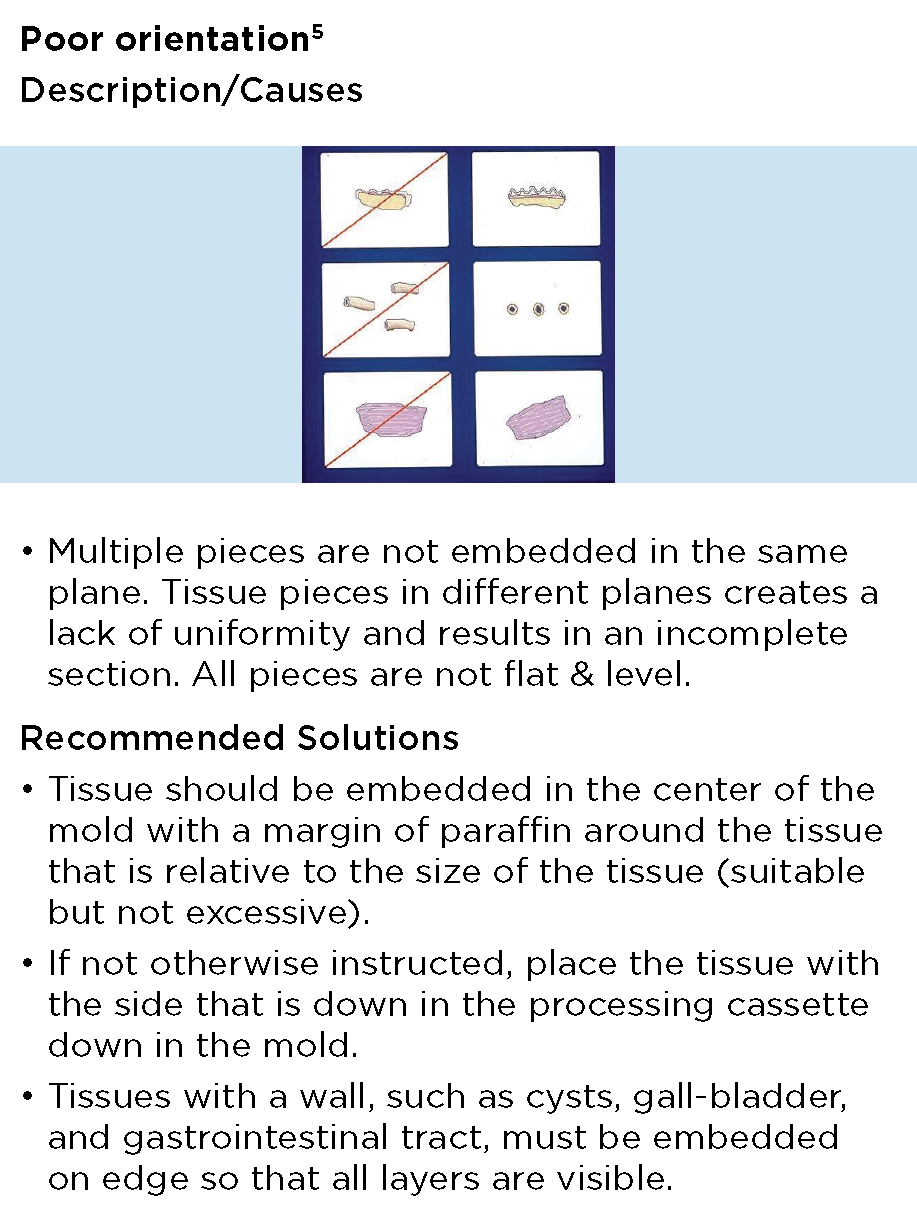 Poor orientation⁵
Description/Causes
• Multiple pieces are not embedded in the same
plane. Tissue pieces in different planes creates a
lack of uniformity and results in an incomplete
section. All pieces are not flat & level.
Recommended Solutions
• Tissue should be embedded in the center of the
mold with a margin of paraffin around the tissue
that is relative to the size of the tissue (suitable
but not excessive).
• If not otherwise instructed, place the tissue with
the side that is down in the processing cassette
down in the mold.
• Tissues with a wall, such as cysts, gall-bladder,
and gastrointestinal tract, must be embedded
on edge so that all layers are visible.